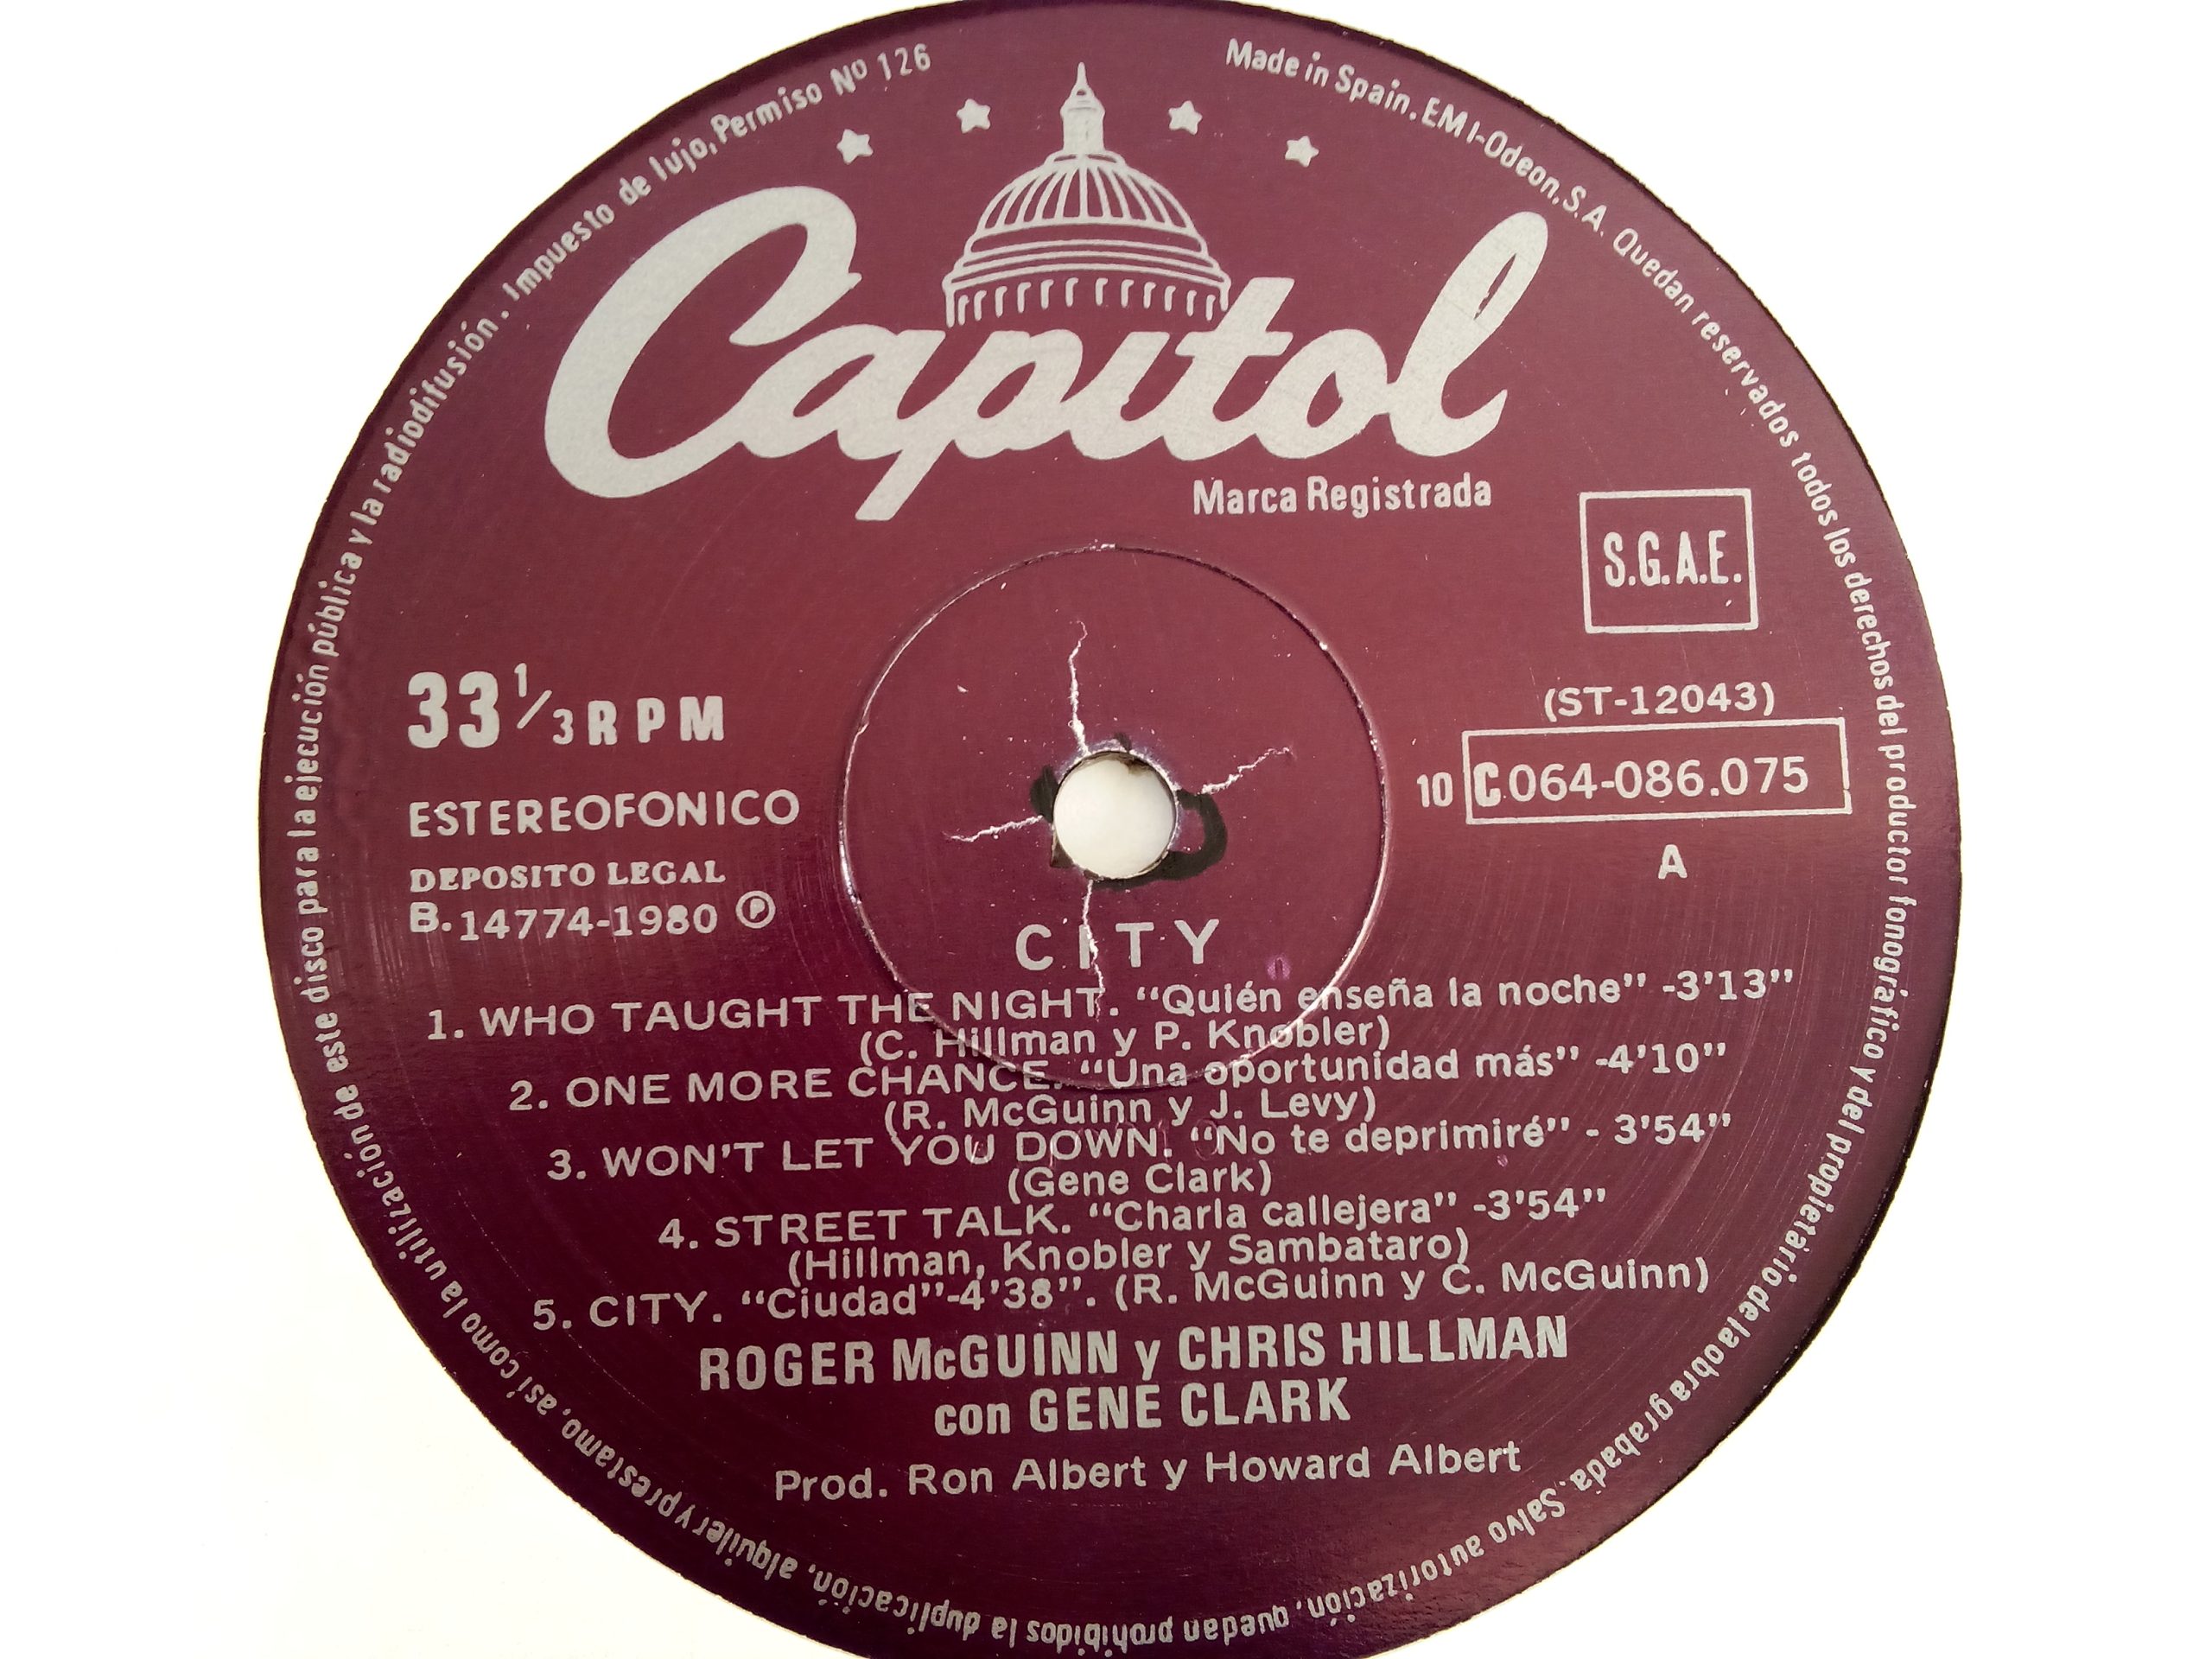 Made in Spain. EMI-Odeon, S.A. Quedan reservados todos los derechos del productor fonográfico y del propietario de la obra grabada. Salvo autorización, quedan prohibidos la duplicación, alquiler y préstamo, así como la utilización de este disco para la ejecución pública y la radiodifusión. Impuesto de lujo, Permiso Nº 126
Capitol
Marca Registrada
S.G.A.E.
33 1/3 RPM
(ST-12043)
10 C 064-086.075
ESTEREOFONICO
A
DEPOSITO LEGAL
B. 14774-1980 ℗
CITY
1. WHO TAUGHT THE NIGHT. "Quién enseña la noche" -3'13"
(C. Hillman y P. Knobler)
2. ONE MORE CHANCE. "Una oportunidad más" -4'10"
(R. McGuinn y J. Levy)
3. WON'T LET YOU DOWN. "No te deprimiré" - 3'54"
(Gene Clark)
4. STREET TALK. "Charla callejera" -3'54"
(Hillman, Knobler y Sambataro)
5. CITY. "Ciudad"-4'38". (R. McGuinn y C. McGuinn)
ROGER McGUINN y CHRIS HILLMAN
con GENE CLARK
Prod. Ron Albert y Howard Albert